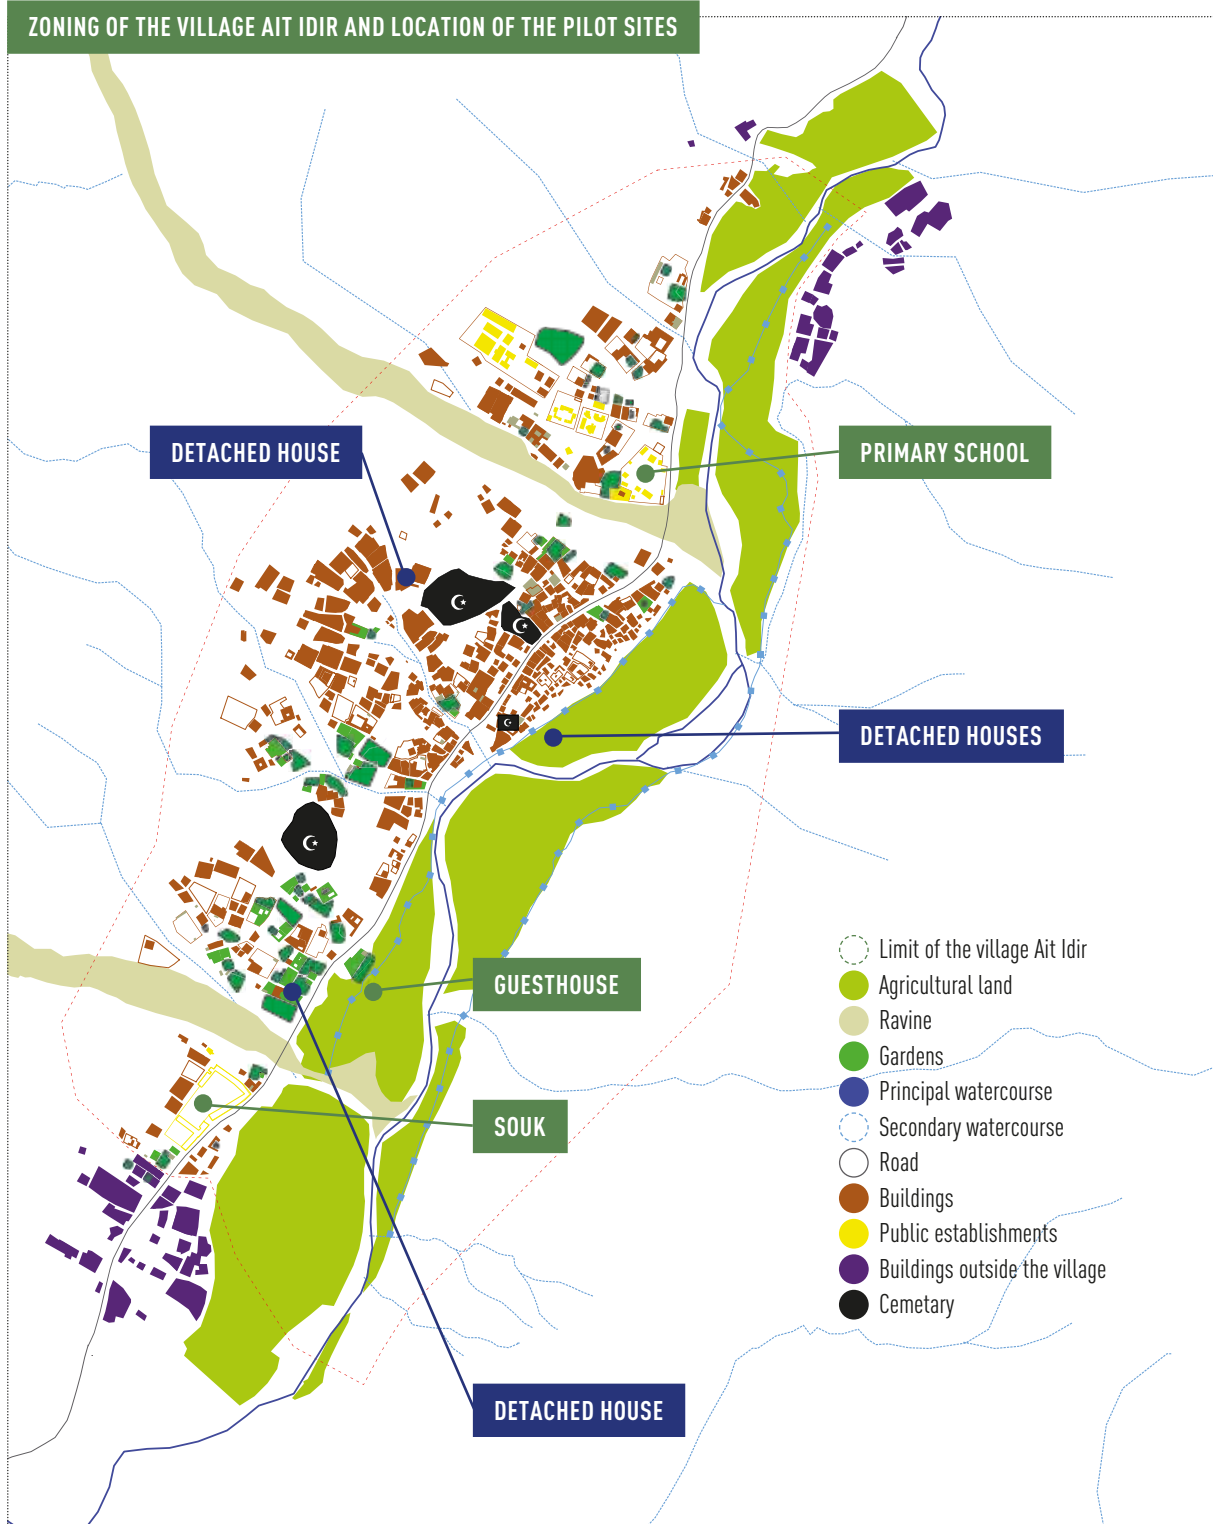 ZONING OF THE VILLAGE AIT IDIR AND LOCATION OF THE PILOT SITES
DETACHED HOUSE
PRIMARY SCHOOL
DETACHED HOUSES
GUESTHOUSE
SOUK
DETACHED HOUSE
Limit of the village Ait Idir
Agricultural land
Ravine
Gardens
Principal watercourse
Secondary watercourse
Road
Buildings
Public establishments
Buildings outside the village
Cemetary